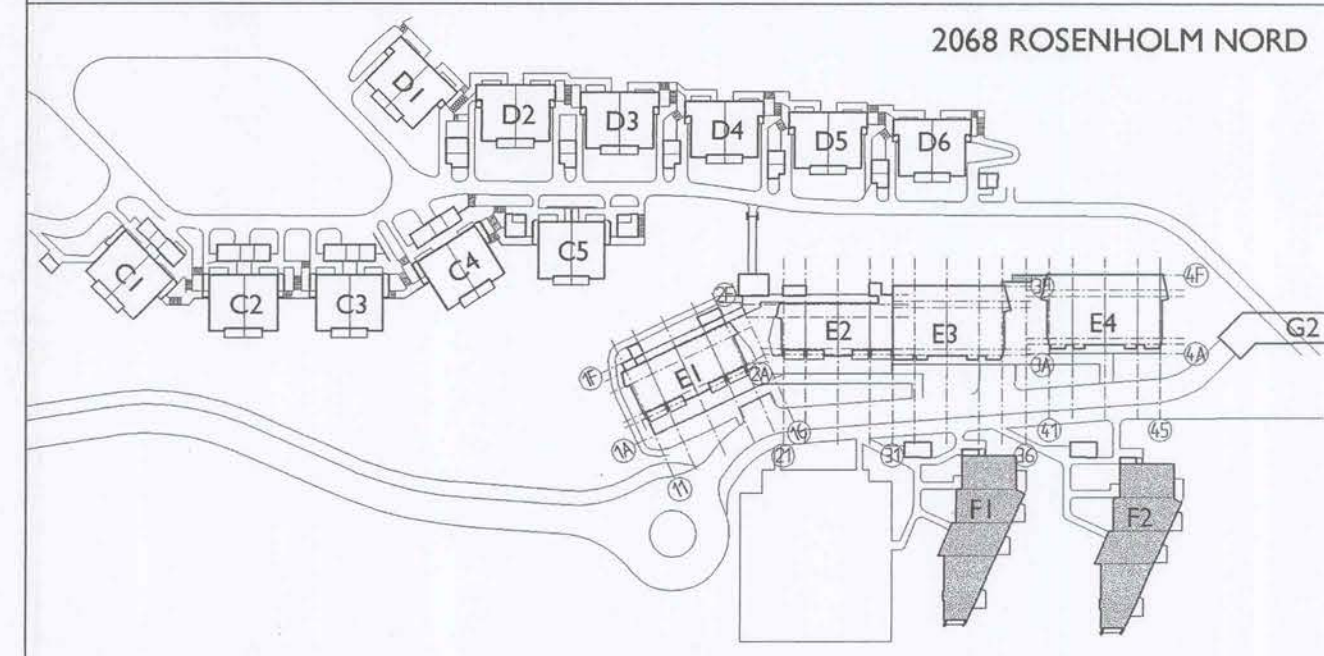 2068 ROSENHOLM NORD
D1
D2
D3
D4
D5
D6
C1
C2
C3
C4
C5
2F
3F
4F
E1
E2
E3
E4
G2
1F
2A
3A
4A
1A
11
16
21
31
36
41
45
F1
F2